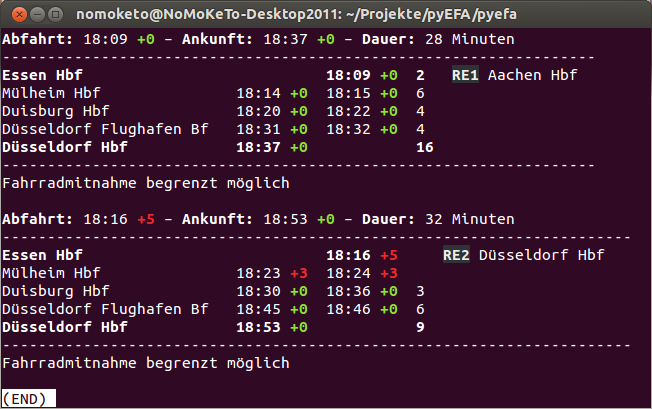 nomoketo@NoMoKeTo-Desktop2011: ~/Projekte/pyEFA/pyefa
Abfahrt: 18:09 +0 – Ankunft: 18:37 +0 – Dauer: 28 Minuten
------------------------------------------------------------------
Essen Hbf 18:09 +0 2 RE1 Aachen Hbf
Mülheim Hbf 18:14 +0 18:15 +0 6
Duisburg Hbf 18:20 +0 18:22 +0 4
Düsseldorf Flughafen Bf 18:31 +0 18:32 +0 4
Düsseldorf Hbf 18:37 +0 16
------------------------------------------------------------------
Fahrradmitnahme begrenzt möglich
Abfahrt: 18:16 +5 – Ankunft: 18:53 +0 – Dauer: 32 Minuten
----------------------------------------------------------------------
Essen Hbf 18:16 +5 RE2 Düsseldorf Hbf
Mülheim Hbf 18:23 +3 18:24 +3
Duisburg Hbf 18:30 +0 18:36 +0 3
Düsseldorf Flughafen Bf 18:45 +0 18:46 +0 6
Düsseldorf Hbf 18:53 +0 9
----------------------------------------------------------------------
Fahrradmitnahme begrenzt möglich
(END)